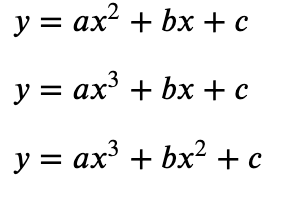 y = ax² + bx + c
y = ax³ + bx + c
y = ax³ + bx² + c